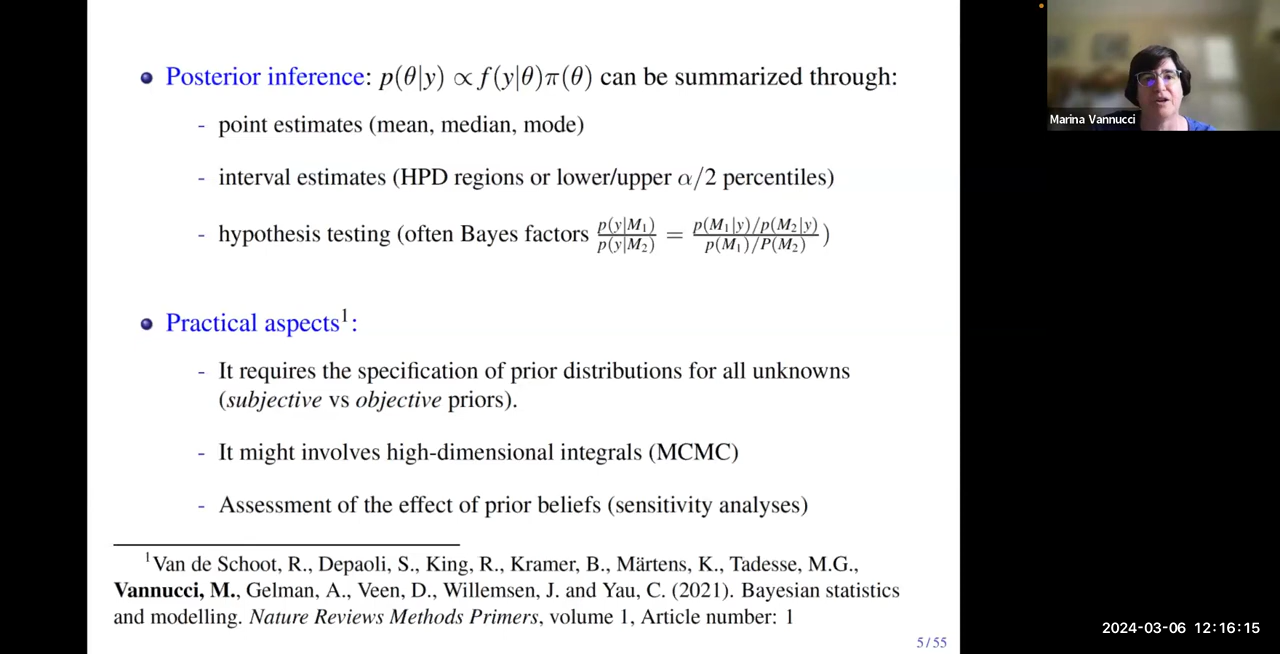 Posterior inference: p(θ|y) ∝ f(y|θ)π(θ) can be summarized through:
- point estimates (mean, median, mode)
- interval estimates (HPD regions or lower/upper α/2 percentiles)
- hypothesis testing (often Bayes factors p(y|M₁)/p(y|M₂) = p(M₁|y)/p(M₂|y) / p(M₁)/P(M₂))
Practical aspects¹:
- It requires the specification of prior distributions for all unknowns
(subjective vs objective priors).
- It might involves high-dimensional integrals (MCMC)
- Assessment of the effect of prior beliefs (sensitivity analyses)
¹Van de Schoot, R., Depaoli, S., King, R., Kramer, B., Märtens, K., Tadesse, M.G.,
Vannucci, M., Gelman, A., Veen, D., Willemsen, J. and Yau, C. (2021). Bayesian statistics
and modelling. Nature Reviews Methods Primers, volume 1, Article number: 1
5/55
Marina Vannucci
2024-03-06 12:16:15